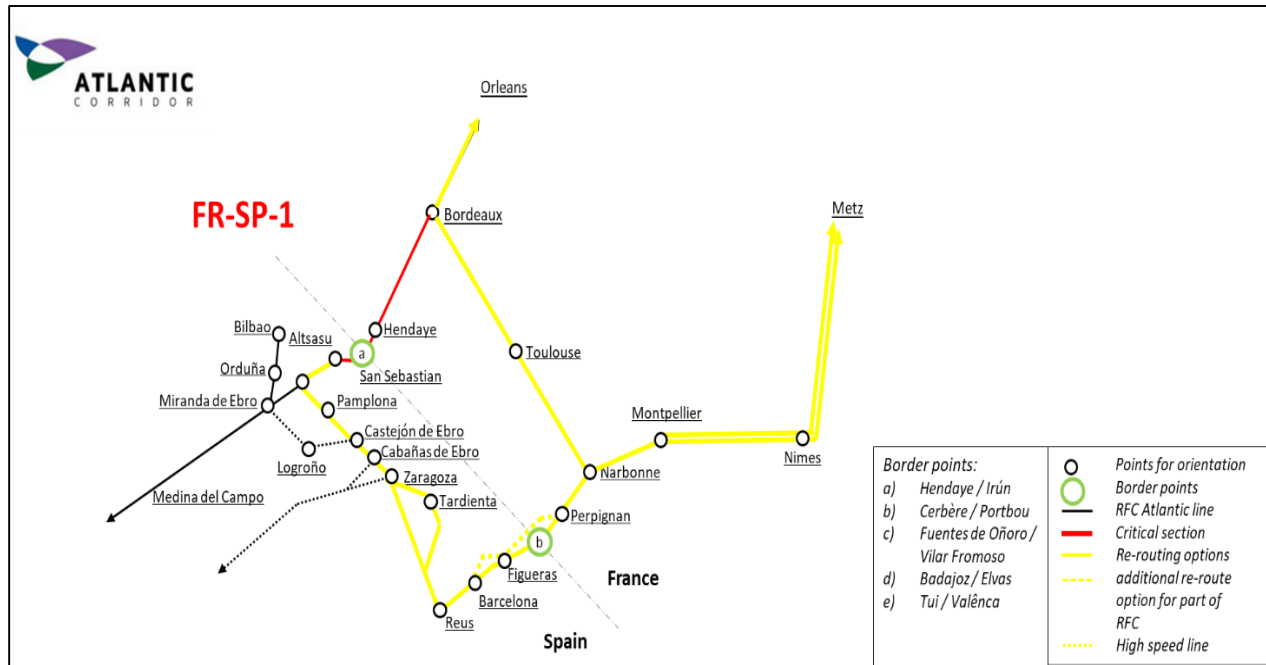 ATLANTIC
CORRIDOR
Orleans
FR-SP-1
Bordeaux
Metz
Hendaye
Bilbao
Altsasu
a
Toulouse
Orduña
San Sebastian
Miranda de Ebro
Pamplona
Montpellier
Castejón de Ebro
Cabañas de Ebro
Logroño
Nimes
Narbonne
Zaragoza
Medina del Campo
Tardienta
Perpignan
b
Figueras
France
Barcelona
Reus
Spain
Border points:
a) Hendaye / Irún
b) Cerbère / Portbou
c) Fuentes de Oñoro /
Vilar Fromoso
d) Badajoz / Elvas
e) Tui / Valênca
Points for orientation
Border points
RFC Atlantic line
Critical section
Re-routing options
additional re-route
option for part of
RFC
High speed line